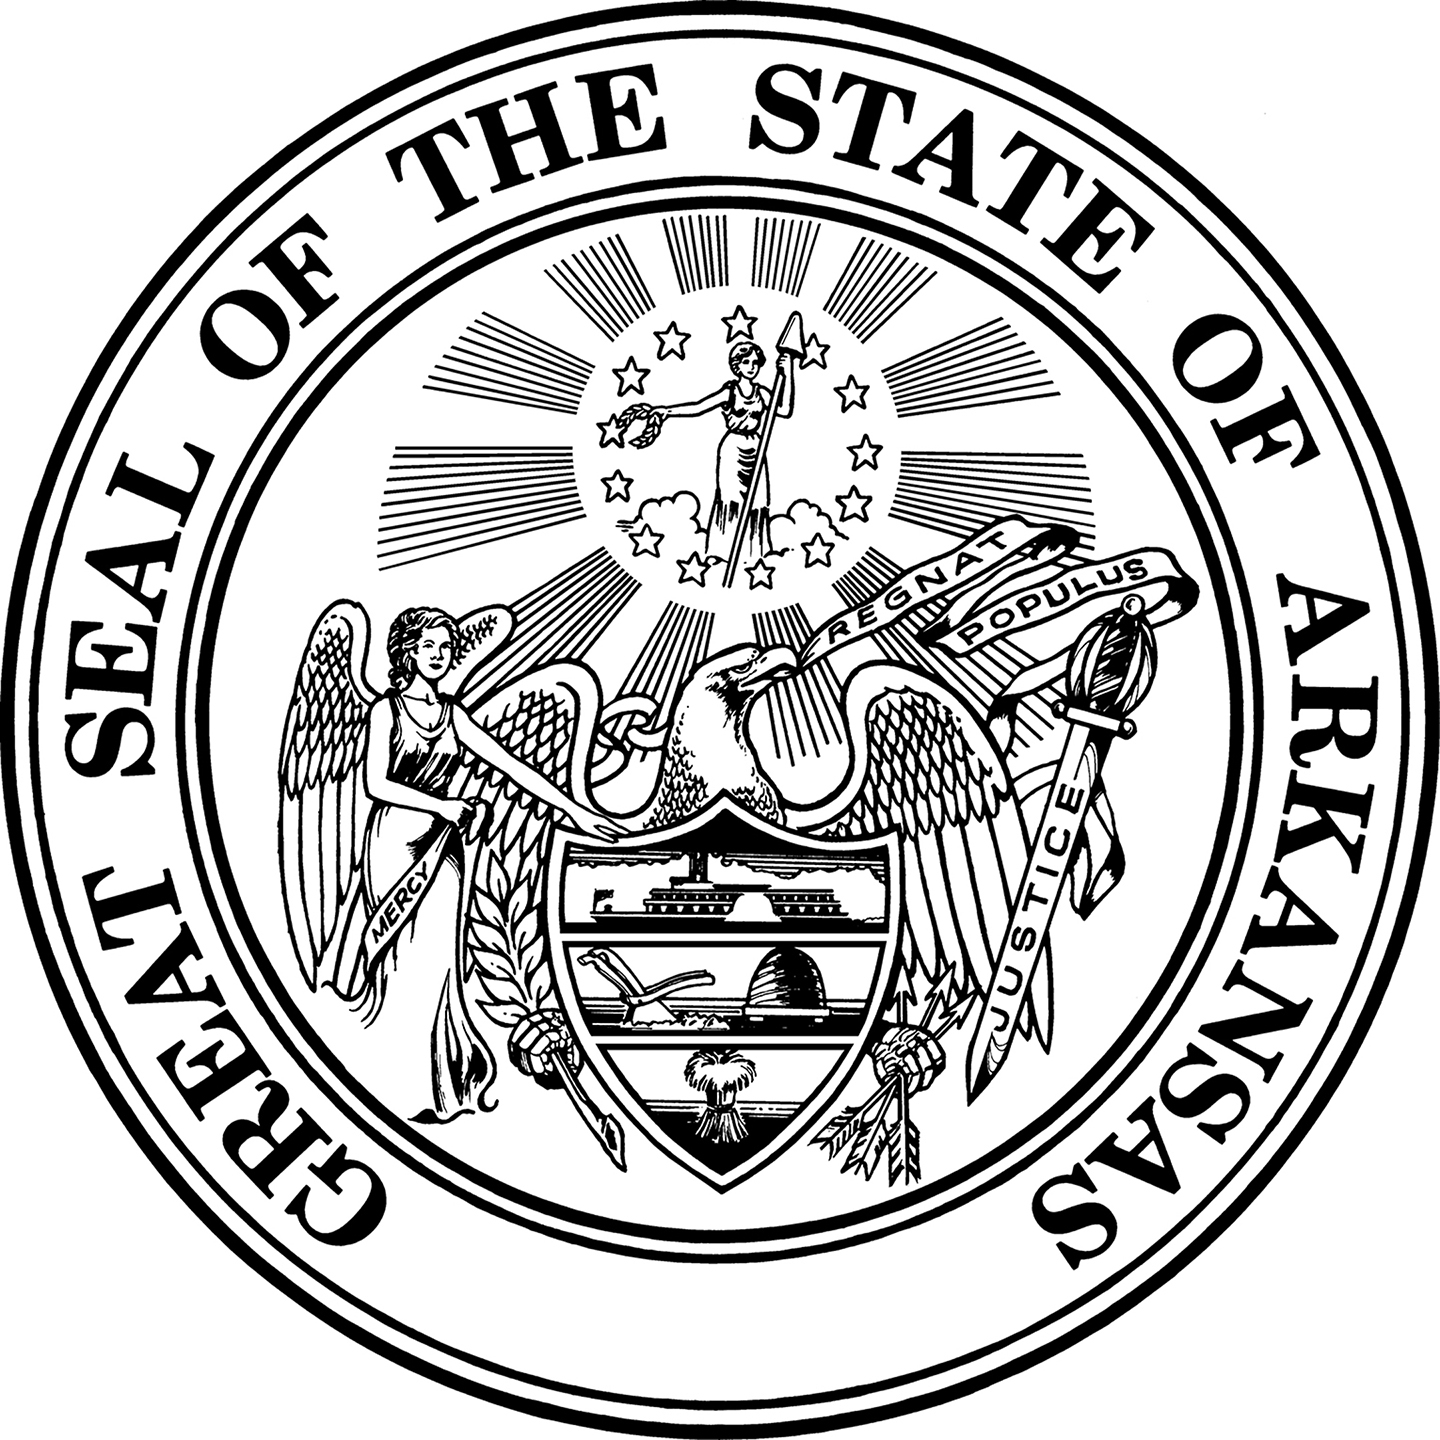 GREAT SEAL OF THE STATE OF ARKANSAS
REGNAT
POPULUS
MERCY
JUSTICE